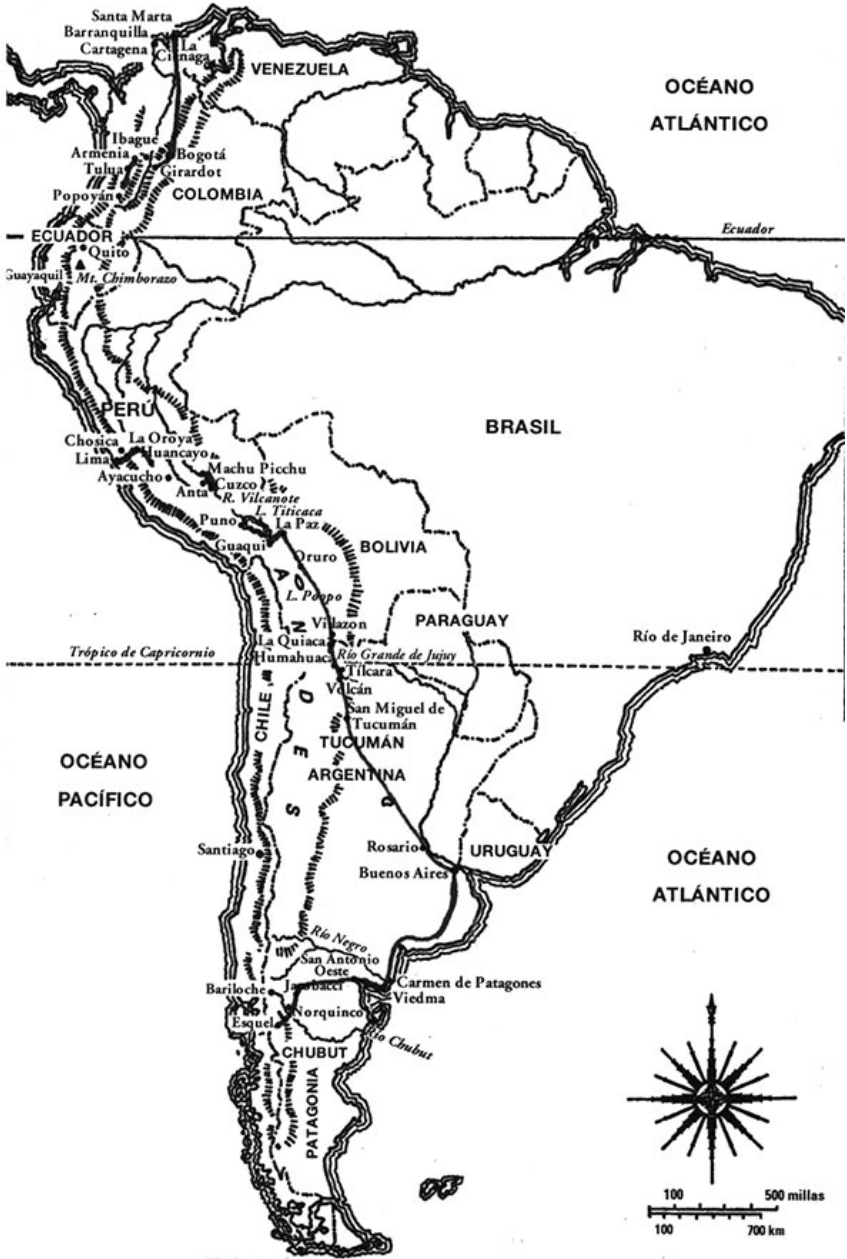 Santa Marta
Barranquilla
Cartagena
La
Ciénaga
VENEZUELA
OCÉANO
ATLÁNTICO
Ibagué
Armenia
Tulua
Bogotá
Girardot
COLOMBIA
Popoyán
ECUADOR
Ecuador
Quito
Guayaquil
Mt. Chimborazo
PERÚ
BRASIL
Chosica
La Oroya
Lima
Huancayo
Machu Picchu
Ayacucho
Cuzco
Anta
R. Vilcanote
L. Titicaca
Puno
La Paz
Guaqui
BOLIVIA
Oruro
L. Poopo
A N D E S
Villazon
PARAGUAY
La Quiaca
Río de Janeiro
Trópico de Capricornio
Humahuaca
Río Grande de Jujuy
Tílcara
Volcán
CHILE
San Miguel de
Tucumán
TUCUMÁN
OCÉANO
PACÍFICO
ARGENTINA
G
Rosario
URUGUAY
Santiago
Buenos Aires
OCÉANO
ATLÁNTICO
Río Negro
San Antonio
Oeste
Carmen de Patagones
Bariloche
Jacobacci
Viedma
Norquinco
Esquel
Río Chubut
CHUBUT
PATAGONIA
100 500 millas
100 700 km